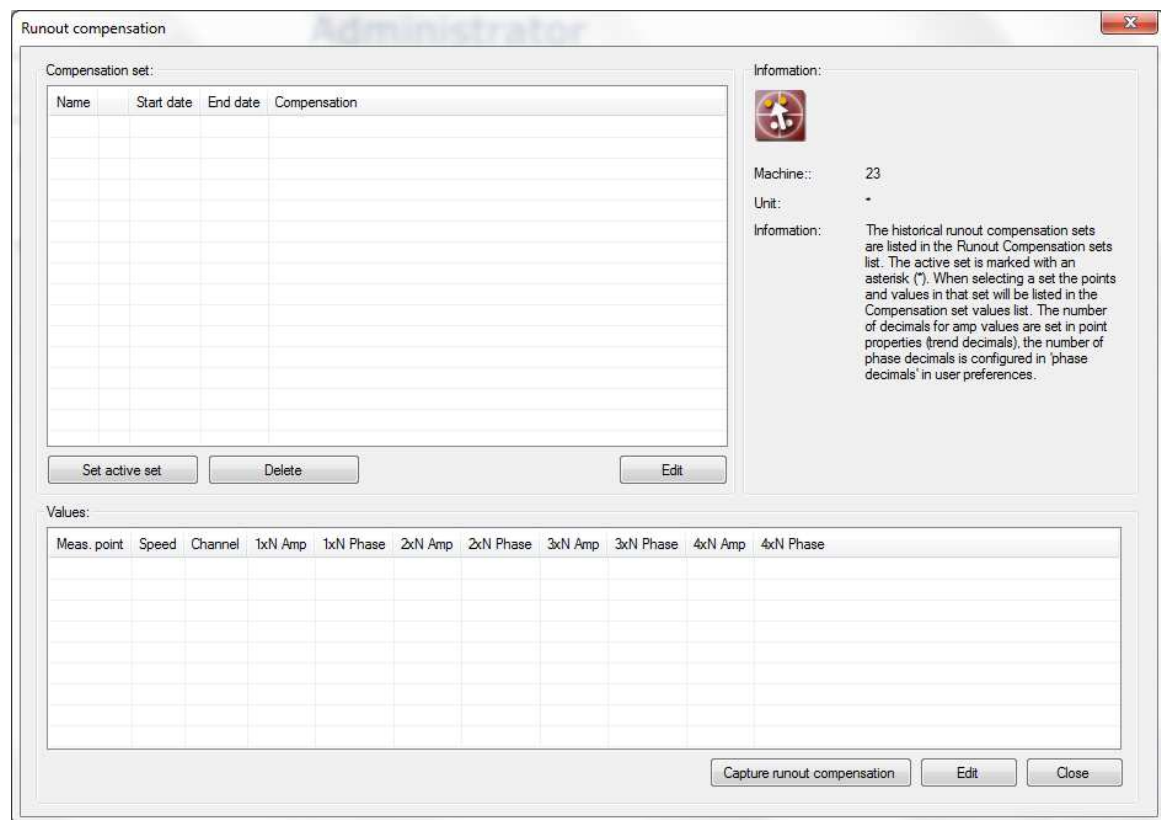 Administrator
Runout compensation
Compensation set:
Name Start date End date Compensation
Set active set Delete Edit
Information:
Machine:: 23
Unit: -
Information: The historical runout compensation sets
are listed in the Runout Compensation sets
list. The active set is marked with an
asterisk (*). When selecting a set the points
and values in that set will be listed in the
Compensation set values list. The number
of decimals for amp values are set in point
properties (trend decimals), the number of
phase decimals is configured in 'phase
decimals' in user preferences.
Values:
Meas. point Speed Channel 1xN Amp 1xN Phase 2xN Amp 2xN Phase 3xN Amp 3xN Phase 4xN Amp 4xN Phase
Capture runout compensation Edit Close